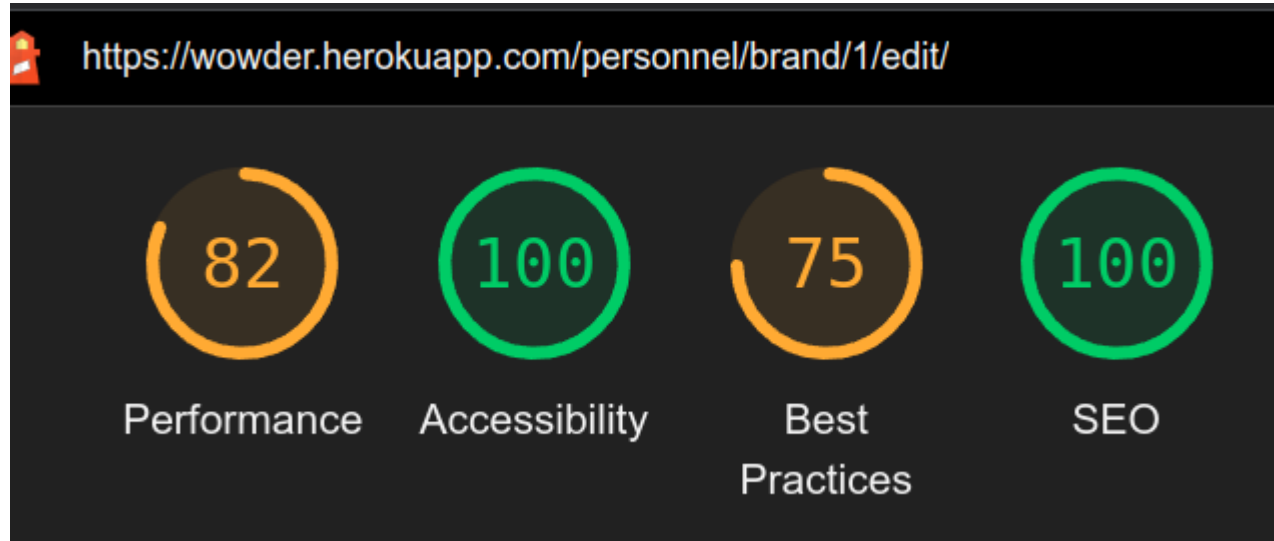 https://wowder.herokuapp.com/personnel/brand/1/edit/
82 100 75 100
Performance Accessibility Best Practices SEO